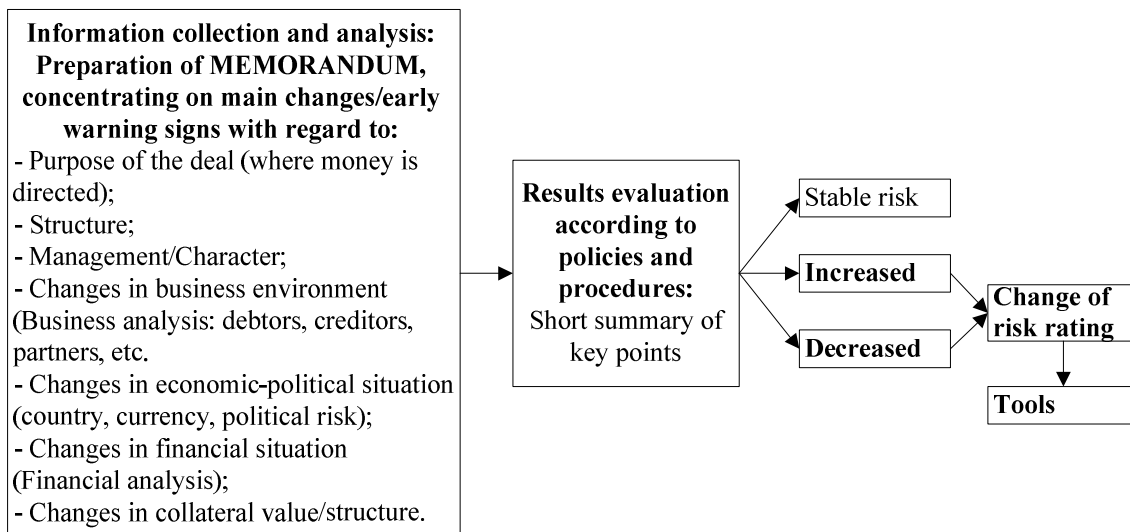 Information collection and analysis:
Preparation of MEMORANDUM,
concentrating on main changes/early
warning signs with regard to:
- Purpose of the deal (where money is
directed);
- Structure;
- Management/Character;
- Changes in business environment
(Business analysis: debtors, creditors,
partners, etc.
- Changes in economic-political situation
(country, currency, political risk);
- Changes in financial situation
(Financial analysis);
- Changes in collateral value/structure.
Results evaluation
according to
policies and
procedures:
Short summary of
key points
Stable risk
Increased
Decreased
Change of
risk rating
Tools